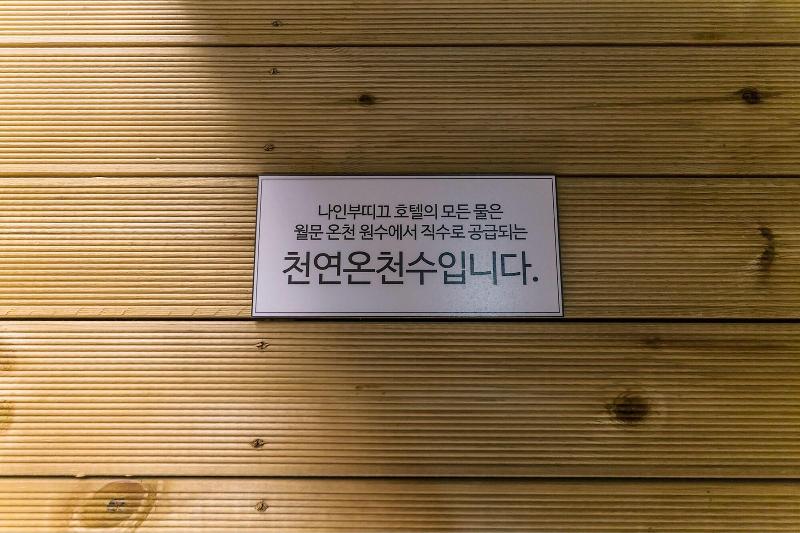 나인부띠끄 호텔의 모든 물은
월문 온천 원수에서 직수로 공급되는
천연온천수입니다.